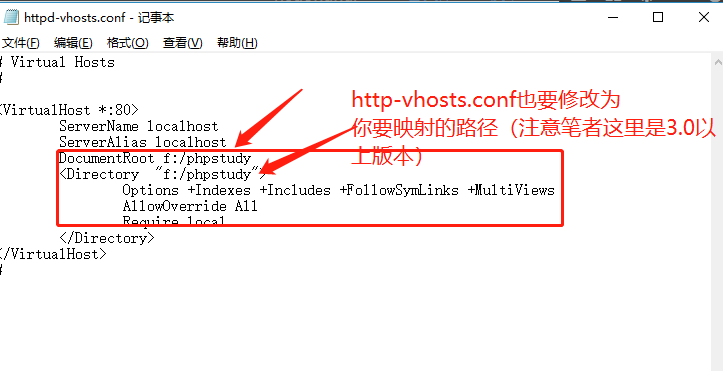 httpd-vhosts.conf - 记事本
文件(F) 编辑(E) 格式(O) 查看(V) 帮助(H)
# Virtual Hosts
#
<VirtualHost *:80>
ServerName localhost
ServerAlias localhost
DocumentRoot f:/phpstudy
<Directory "f:/phpstudy">
Options +Indexes +Includes +FollowSymLinks +MultiViews
AllowOverride All
Require local
</Directory>
</VirtualHost>
#
http-vhosts.conf也要修改为
你要映射的路径（注意笔者这里是3.0以
上版本）